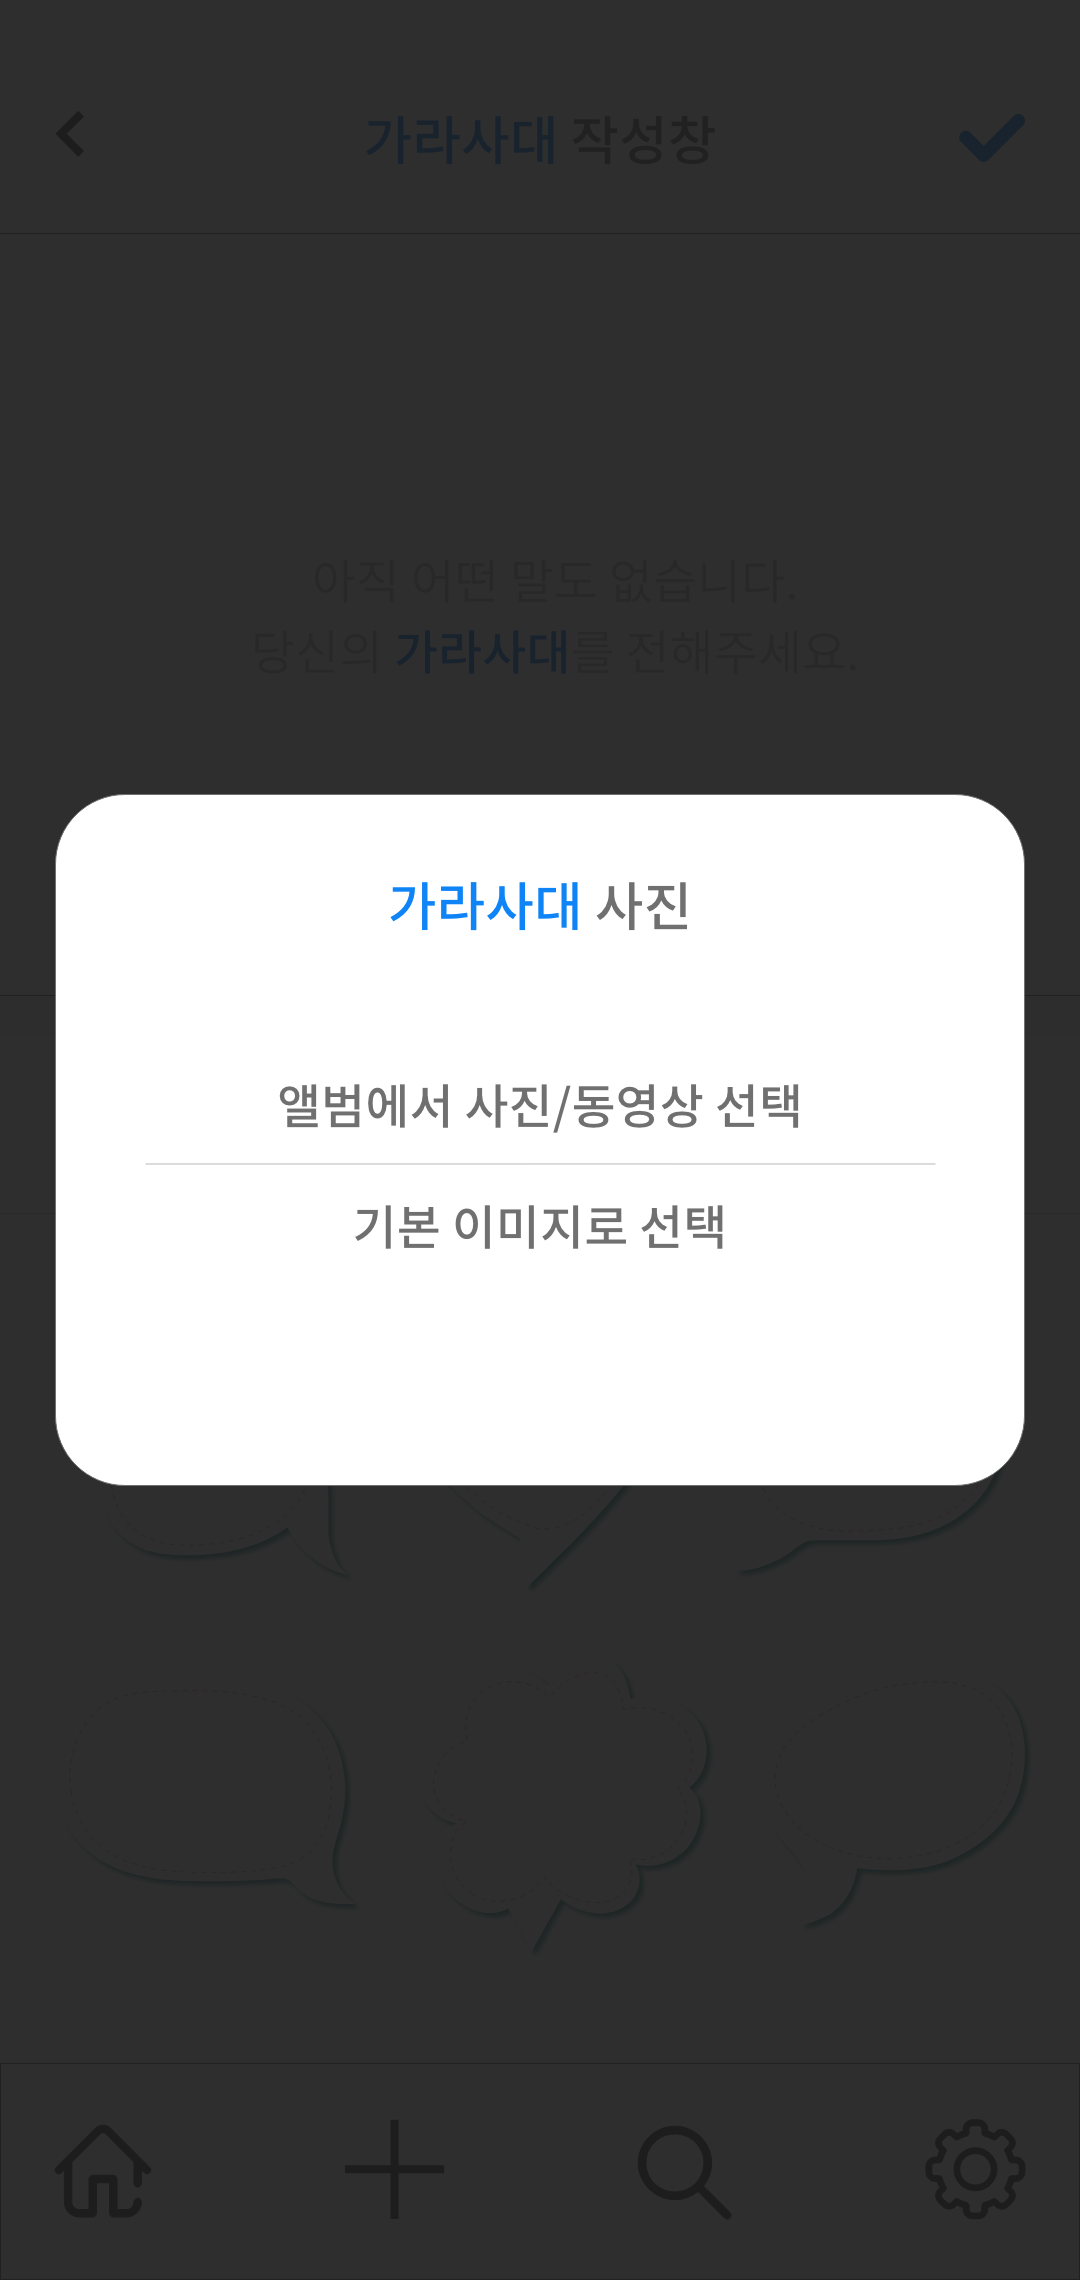 가라사대 작성창
아직 어떤 말도 없습니다.
당신의 가라사대를 전해주세요.
가라사대 사진
앨범에서 사진/동영상 선택
기본 이미지로 선택